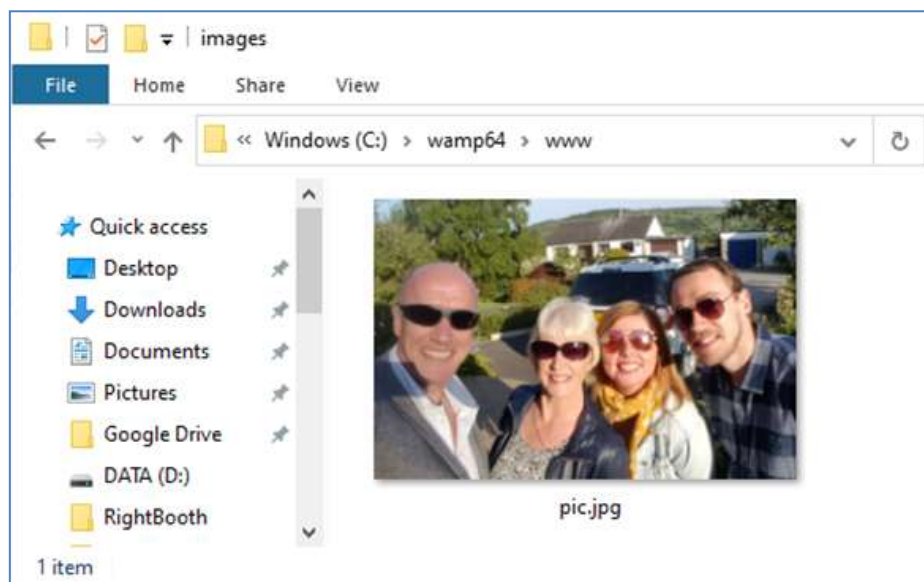 images
File Home Share View
« Windows (C:) › wamp64 › www
Quick access
Desktop
Downloads
Documents
Pictures
Google Drive
DATA (D:)
RightBooth
pic.jpg
1 item